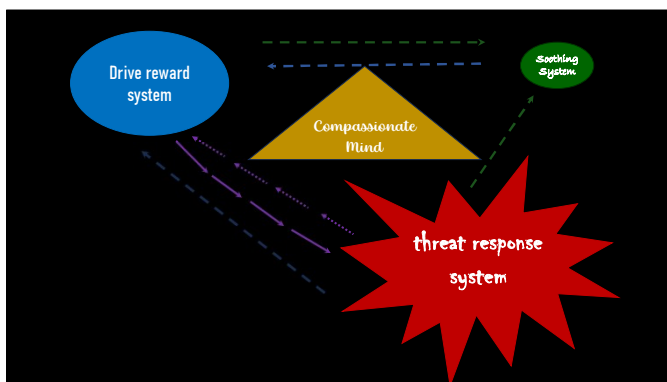 Drive reward
system
Soothing
System
Compassionate
Mind
threat response
system